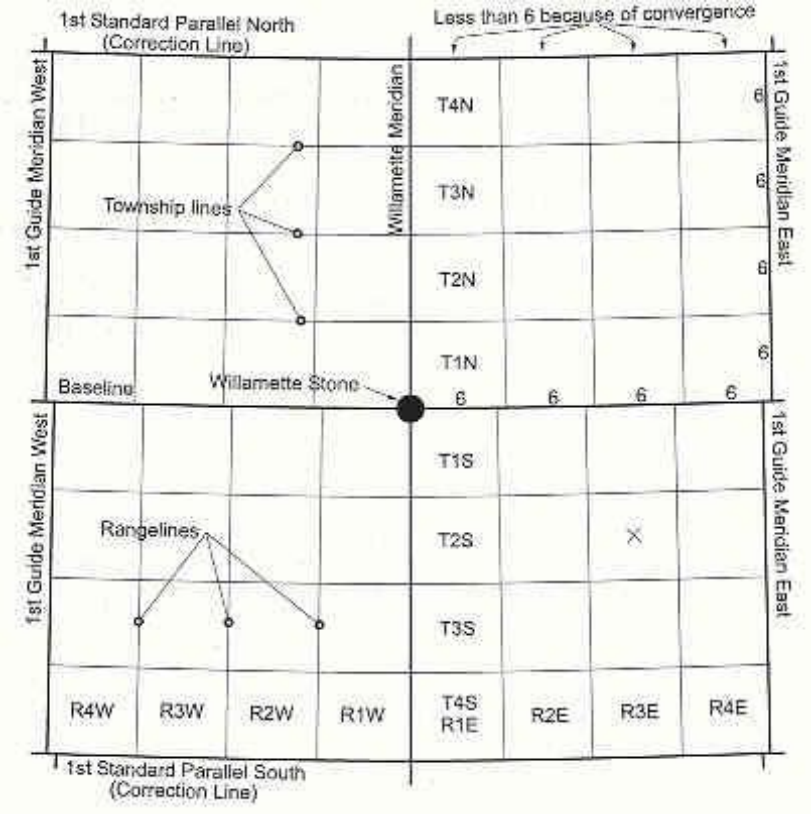 1st Standard Parallel North
(Correction Line)
Less than 6 because of convergence
1st Guide Meridian West
Willamette Meridian
1st Guide Meridian East
T4N
6
T3N
6
Township lines
T2N
6
T1N
6
Baseline
Willamette Stone
6
6
6
6
1st Guide Meridian West
1st Guide Meridian East
T1S
Rangelines
T2S
X
T3S
R4W
R3W
R2W
R1W
T4S
R1E
R2E
R3E
R4E
1st Standard Parallel South
(Correction Line)